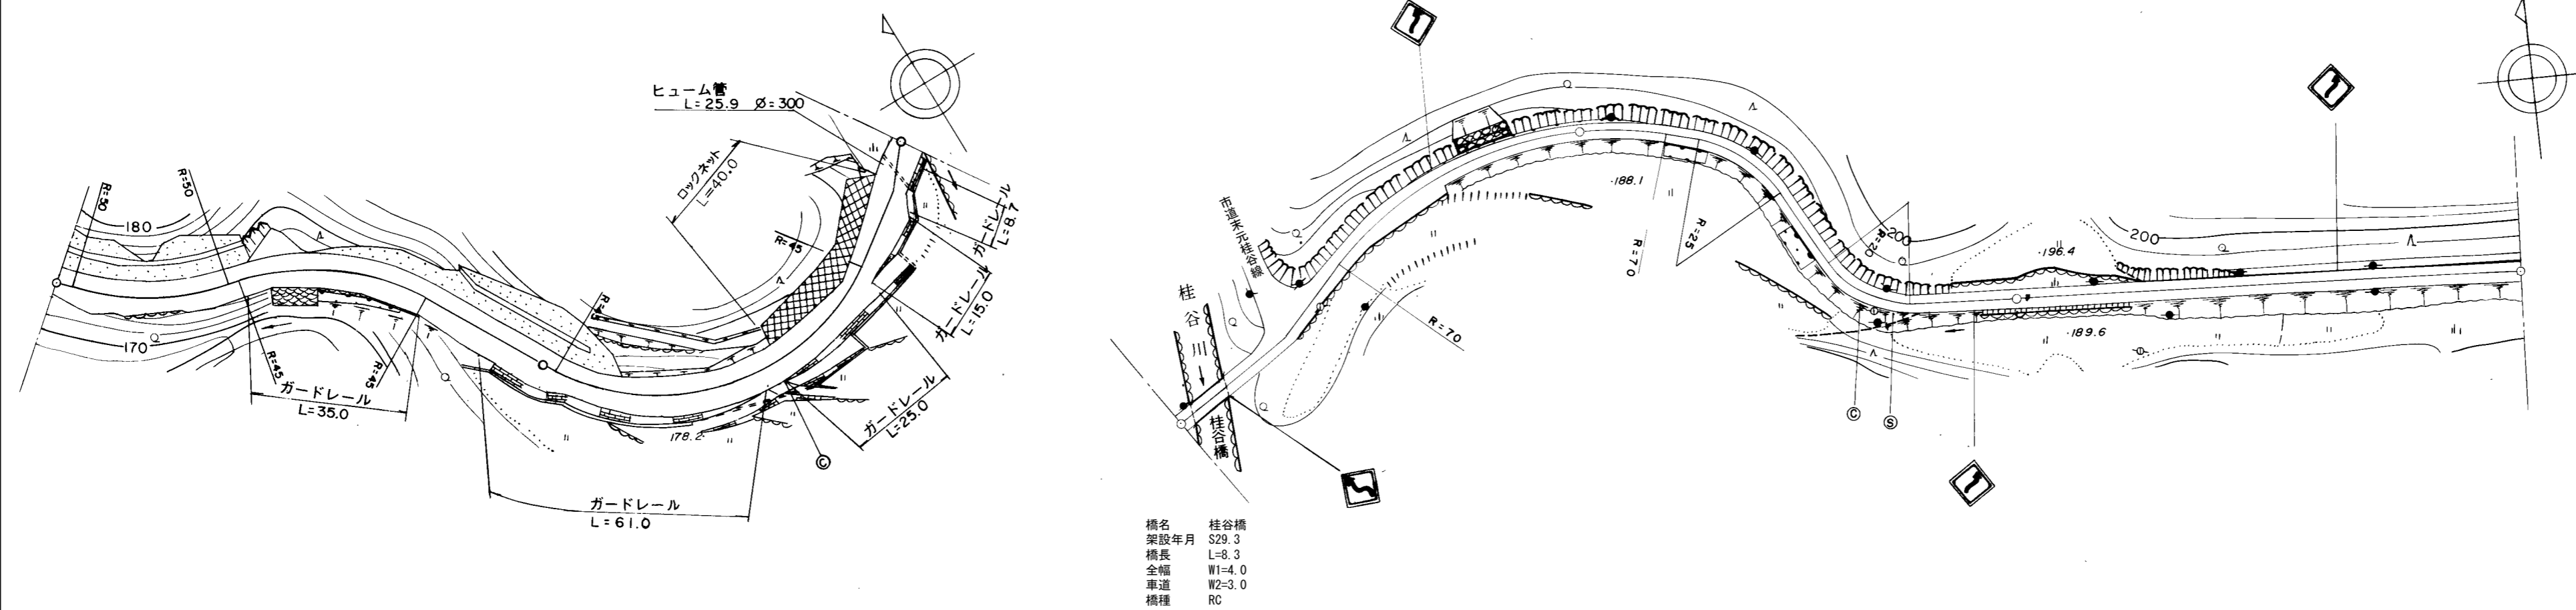 ヒューム管
L=25.9 Ø=300
ロックネット
L=40.0
R=50
R=50
180
170
R=45
R=45
R=45
R=45
ガードレール
L=35.0
ガードレール
L=61.0
178.2
ガードレール
L=25.0
ガードレール
L=15.0
ガードレール
L=8.7
Ⓒ
市道末元桂谷線
桂谷川
桂谷橋
188.1
R=25
R=70
R=70
200
196.4
200
189.6
Ⓒ
Ⓢ
橋名 桂谷橋
架設年月 S29.3
橋長 L=8.3
全幅 W1=4.0
車道 W2=3.0
橋種 RC